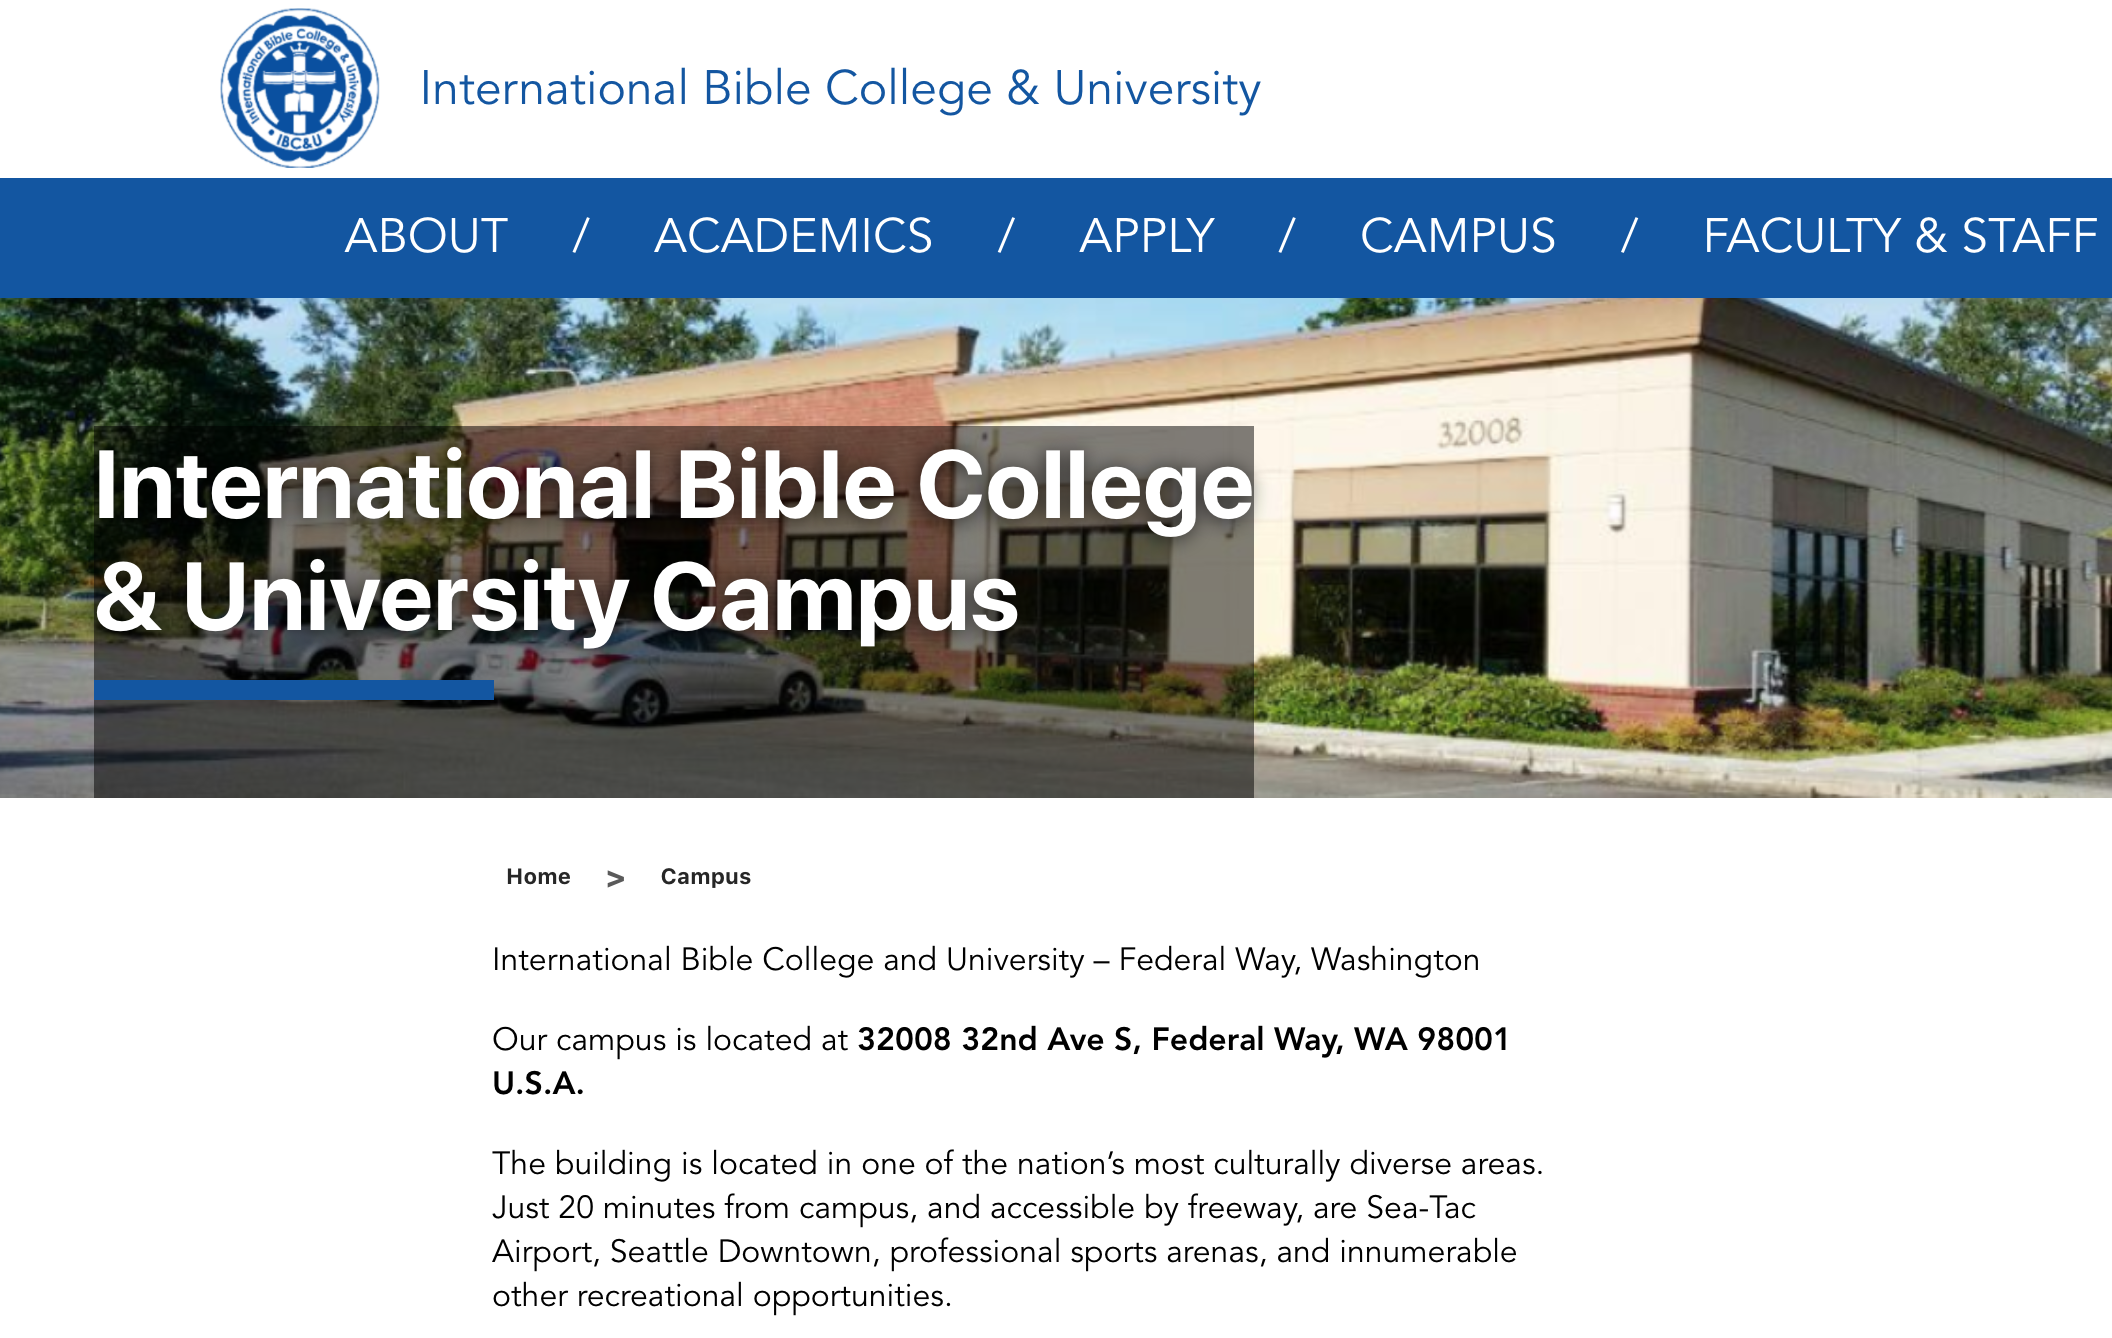 International Bible College & University
IBC&U
International Bible College & University
ABOUT / ACADEMICS / APPLY / CAMPUS / FACULTY & STAFF
32008
International Bible College
& University Campus
Home > Campus
International Bible College and University – Federal Way, Washington
Our campus is located at 32008 32nd Ave S, Federal Way, WA 98001
U.S.A.
The building is located in one of the nation’s most culturally diverse areas.
Just 20 minutes from campus, and accessible by freeway, are Sea-Tac
Airport, Seattle Downtown, professional sports arenas, and innumerable
other recreational opportunities.